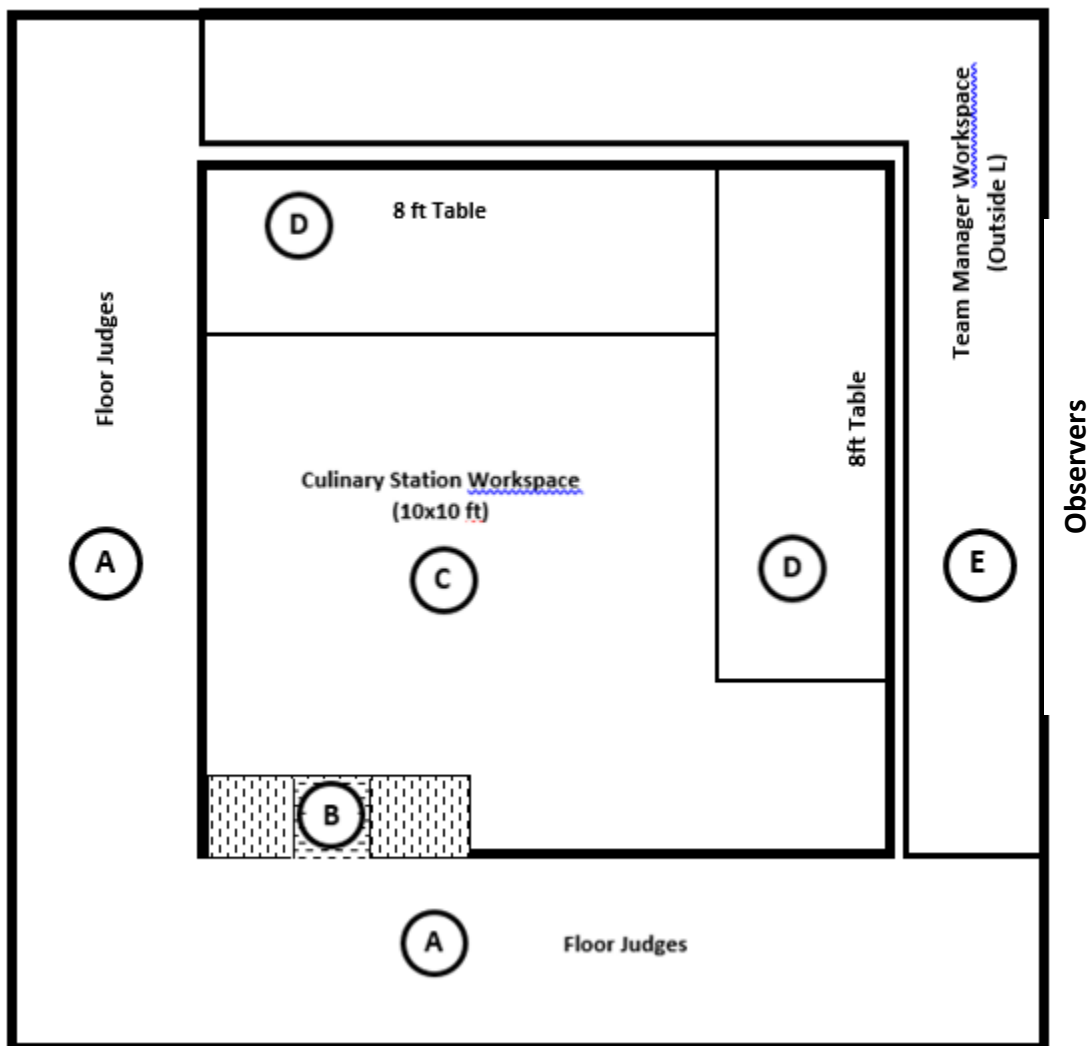 D
8 ft Table
Team Manager Workspace
(Outside L)
Floor Judges
8ft Table
Observers
Culinary Station Workspace
(10x10 ft)
A
C
D
E
B
A
Floor Judges